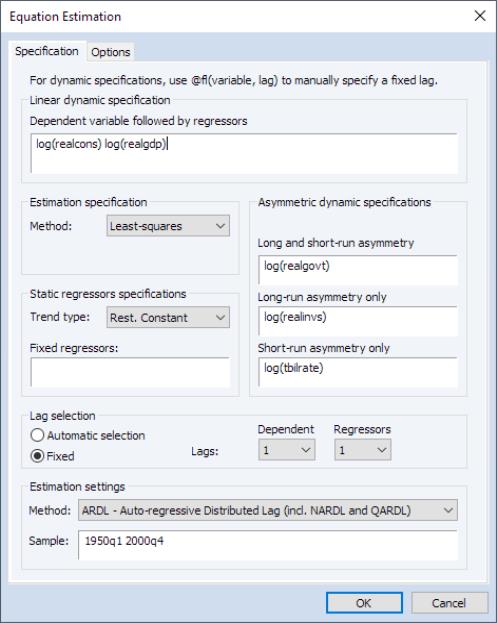 Equation Estimation
Specification Options
For dynamic specifications, use @fl(variable, lag) to manually specify a fixed lag.
Linear dynamic specification
Dependent variable followed by regressors
log(realcons) log(realgdp)
Estimation specification
Method: Least-squares
Static regressors specifications
Trend type: Rest. Constant
Fixed regressors:
Asymmetric dynamic specifications
Long and short-run asymmetry
log(realgovt)
Long-run asymmetry only
log(realinvs)
Short-run asymmetry only
log(tbilrate)
Lag selection
Automatic selection
Fixed
Lags:
Dependent Regressors
1 1
Estimation settings
Method: ARDL - Auto-regressive Distributed Lag (incl. NARDL and QARDL)
Sample: 1950q1 2000q4
OK Cancel